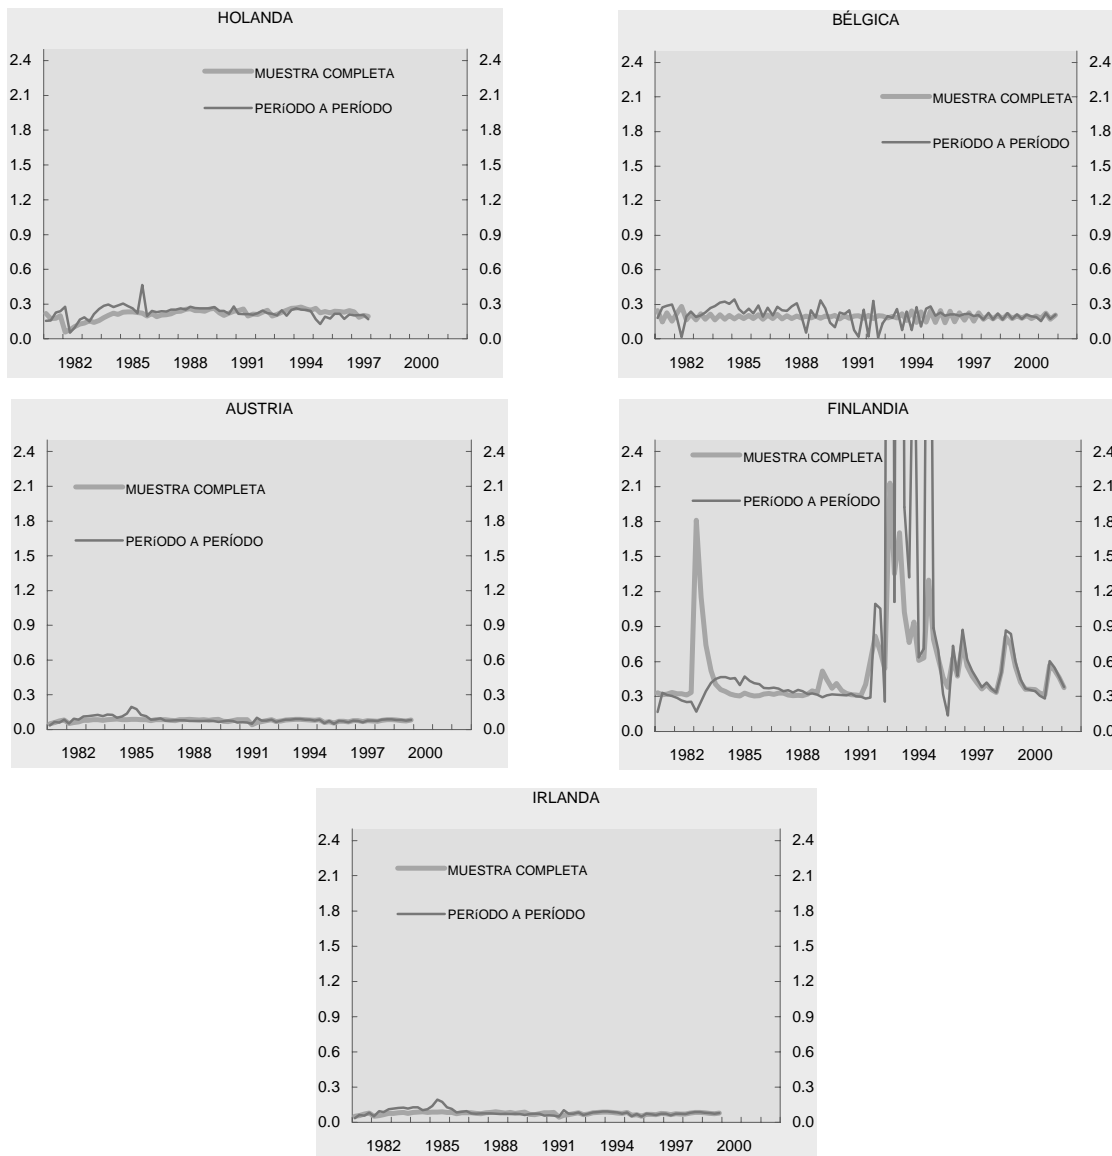 HOLANDA
2.4 2.4
MUESTRA COMPLETA
2.1 2.1
PERíODO A PERÍODO
1.8 1.8
1.5 1.5
1.2 1.2
0.9 0.9
0.6 0.6
0.3 0.3
0.0 0.0
1982 1985 1988 1991 1994 1997 2000
BÉLGICA
2.4 2.4
2.1 2.1
MUESTRA COMPLETA
1.8 1.8
PERíODO A PERÍODO
1.5 1.5
1.2 1.2
0.9 0.9
0.6 0.6
0.3 0.3
0.0 0.0
1982 1985 1988 1991 1994 1997 2000
AUSTRIA
2.4 2.4
2.1 2.1
MUESTRA COMPLETA
1.8 1.8
PERíODO A PERÍODO
1.5 1.5
1.2 1.2
0.9 0.9
0.6 0.6
0.3 0.3
0.0 0.0
1982 1985 1988 1991 1994 1997 2000
FINLANDIA
2.4 2.4
MUESTRA COMPLETA
2.1 2.1
PERíODO A PERÍODO
1.8 1.8
1.5 1.5
1.2 1.2
0.9 0.9
0.6 0.6
0.3 0.3
0.0 0.0
1982 1985 1988 1991 1994 1997 2000
IRLANDA
2.4 2.4
MUESTRA COMPLETA
2.1 2.1
1.8 1.8
PERíODO A PERÍODO
1.5 1.5
1.2 1.2
0.9 0.9
0.6 0.6
0.3 0.3
0.0 0.0
1982 1985 1988 1991 1994 1997 2000